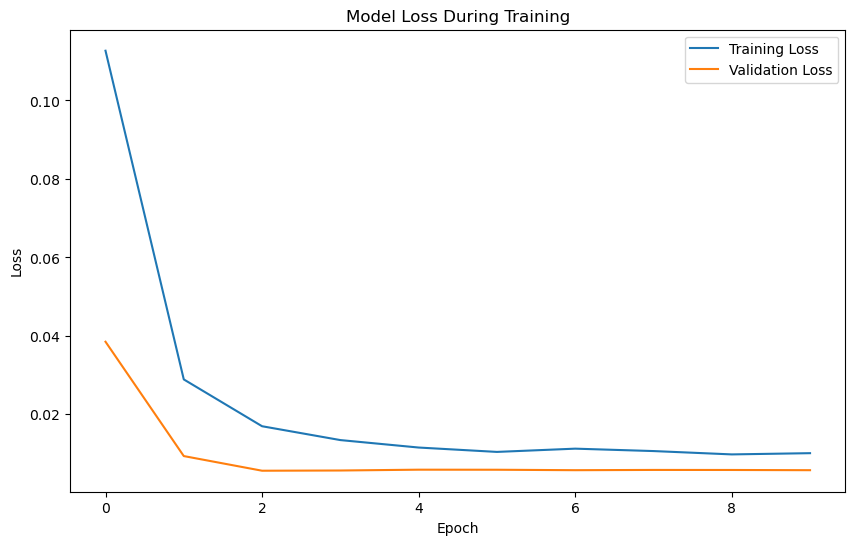 Model Loss During Training
Training Loss
Validation Loss
0.10
0.08
0.06
0.04
0.02
Loss
0 2 4 6 8
Epoch